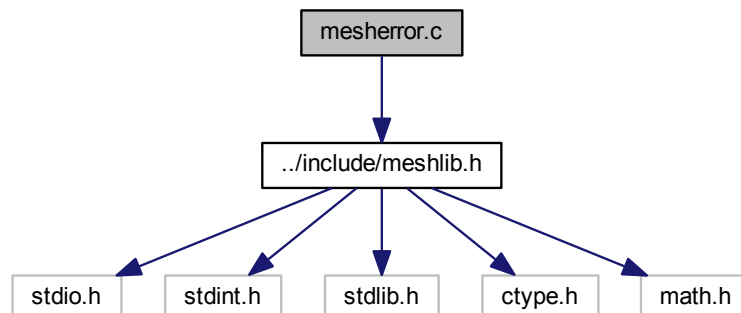 mesherror.c
../include/meshlib.h
stdio.h
stdint.h
stdlib.h
ctype.h
math.h